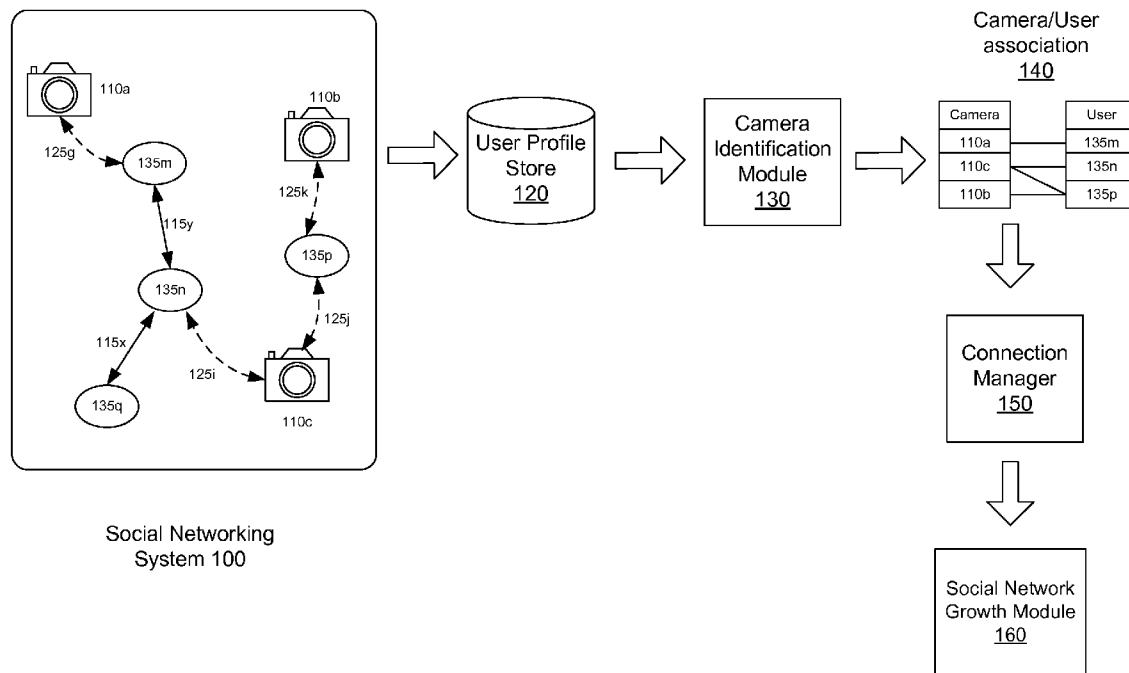 110a
110b
125g
135m
125k
115y
135p
135n
125j
115x
125i
135q
110c
Social Networking
System 100
User Profile
Store
120
Camera
Identification
Module
130
Camera/User
association
140
Camera
User
110a
135m
110c
135n
110b
135p
Connection
Manager
150
Social Network
Growth Module
160